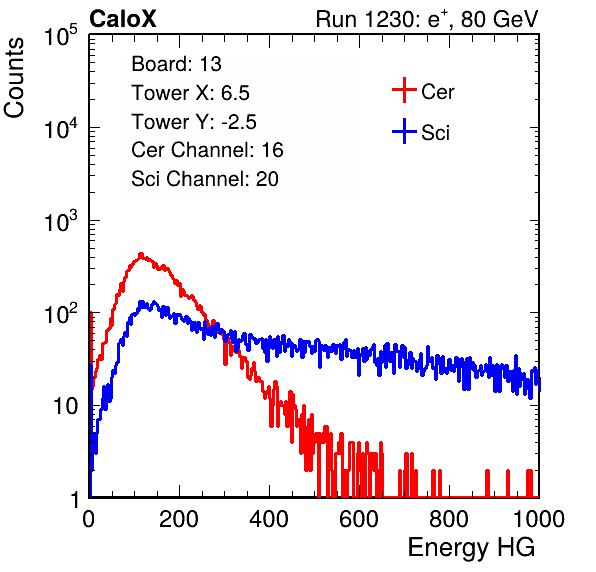 CaloX Run 1230: e⁺, 80 GeV
Counts
10⁵
10⁴
10³
10²
10
1
Board: 13
Tower X: 6.5
Tower Y: -2.5
Cer Channel: 16
Sci Channel: 20
Cer
Sci
0 200 400 600 800 1000
Energy HG